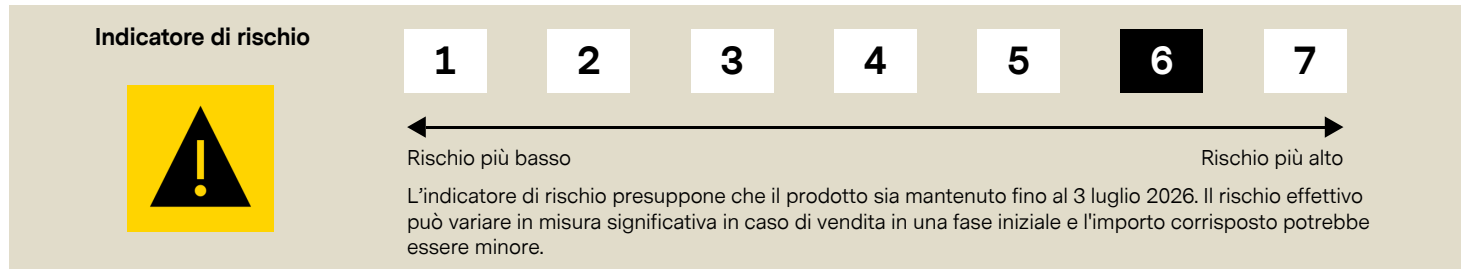 Indicatore di rischio
1 2 3 4 5 6 7
!
Rischio più basso Rischio più alto
L’indicatore di rischio presuppone che il prodotto sia mantenuto fino al 3 luglio 2026. Il rischio effettivo
può variare in misura significativa in caso di vendita in una fase iniziale e l'importo corrisposto potrebbe
essere minore.